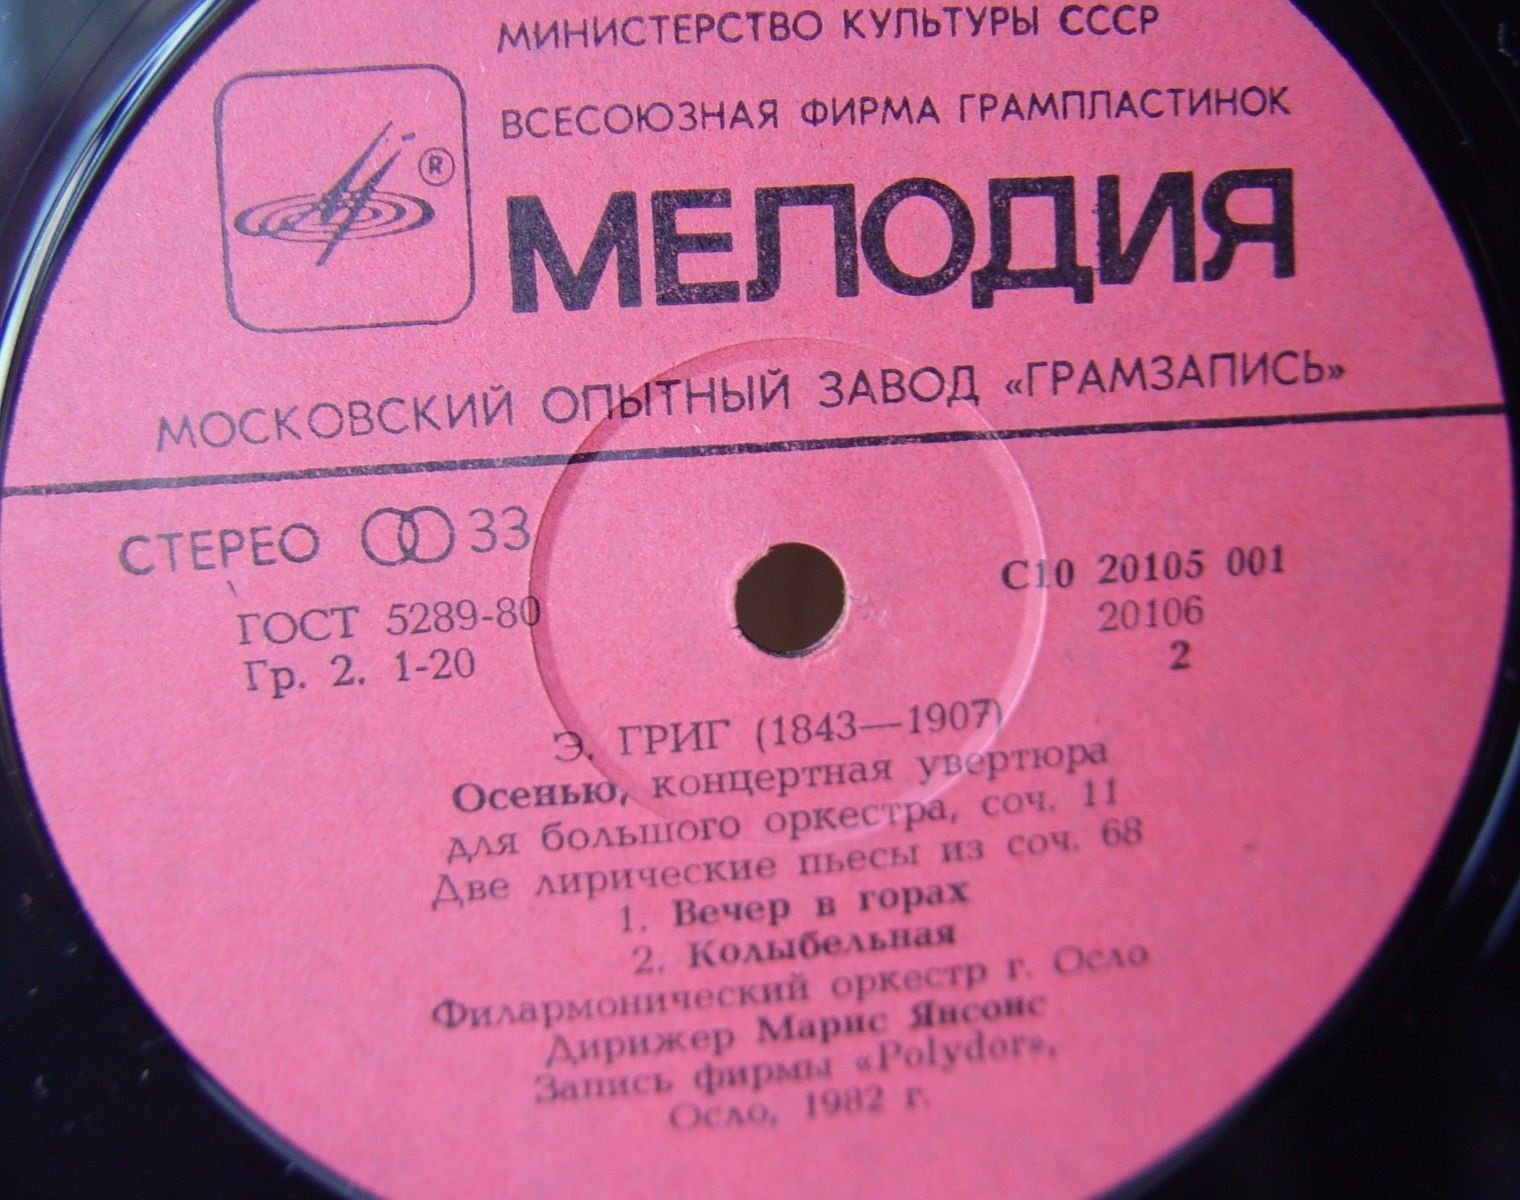 МИНИСТЕРСТВО КУЛЬТУРЫ СССР
ВСЕСОЮЗНАЯ ФИРМА ГРАМПЛАСТИНОК
®
МЕЛОДИЯ
МОСКОВСКИЙ ОПЫТНЫЙ ЗАВОД «ГРАМЗАПИСЬ»
СТЕРЕО 33
ГОСТ 5289-80
Гр. 2. 1-20
С10 20105 001
20106
2
Э. ГРИГ (1843—1907)
Осенью, концертная увертюра
для большого оркестра, соч. 11
Две лирические пьесы из соч. 68
1. Вечер в горах
2. Колыбельная
Филармонический оркестр г. Осло
Дирижер Марис Янсонс
Запись фирмы «Polydor»,
Осло, 1982 г.